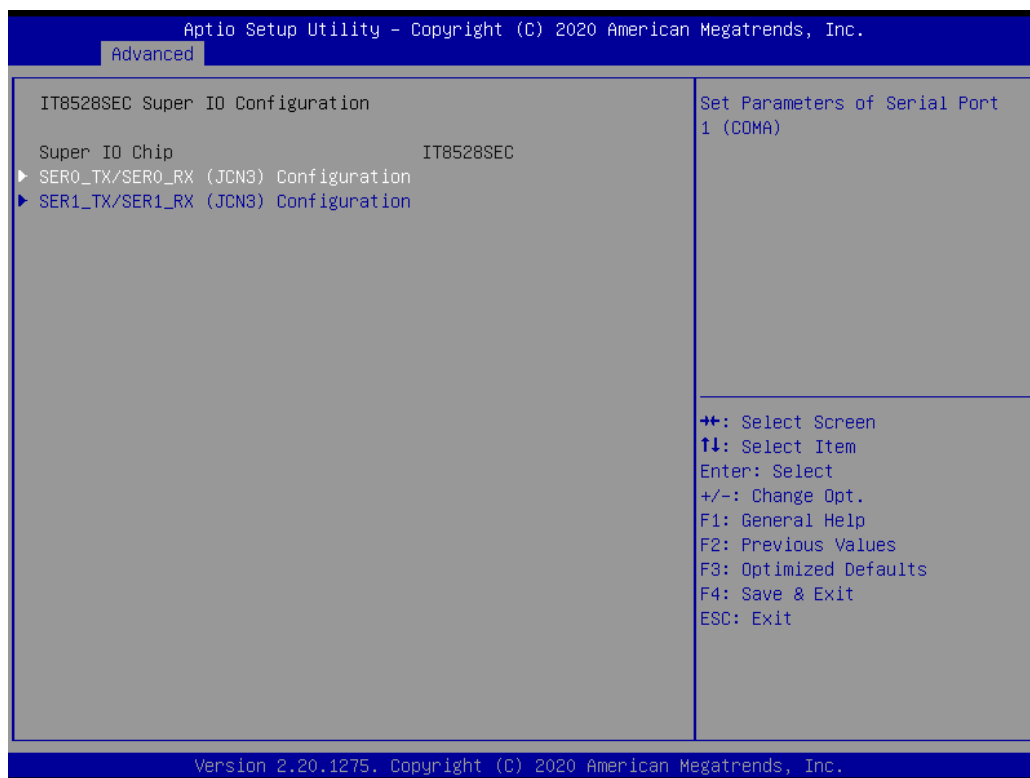 Aptio Setup Utility – Copyright (C) 2020 American Megatrends, Inc.
Advanced
IT8528SEC Super IO Configuration
Super IO Chip IT8528SEC
SER0_TX/SER0_RX (JCN3) Configuration
SER1_TX/SER1_RX (JCN3) Configuration
Set Parameters of Serial Port
1 (COMA)
→←: Select Screen
↑↓: Select Item
Enter: Select
+/-: Change Opt.
F1: General Help
F2: Previous Values
F3: Optimized Defaults
F4: Save & Exit
ESC: Exit
Version 2.20.1275. Copyright (C) 2020 American Megatrends, Inc.